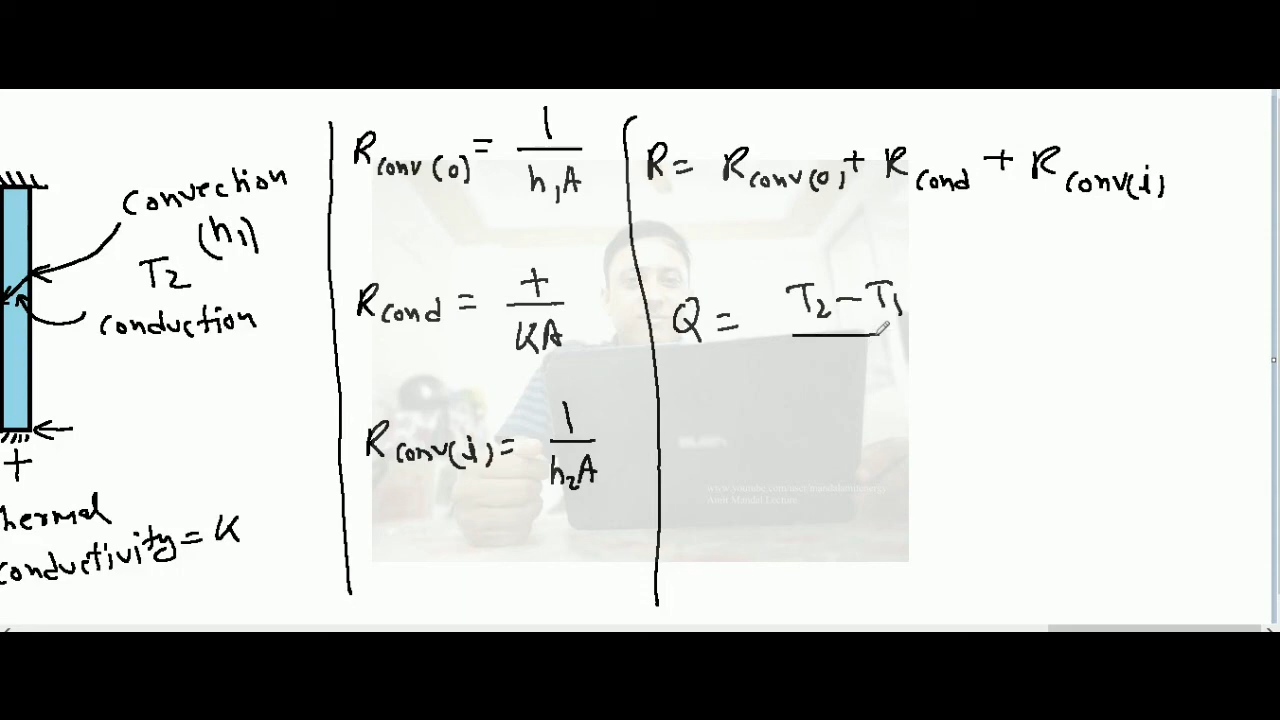 Convection
(h1)
T2
conduction
t
hermal
conductivity = K
Rconv(o) = 1/h1A
Rcond = t/KA
Rconv(i) = 1/h2A
R = Rconv(o) + Rcond + Rconv(i)
Q = T2 - T1